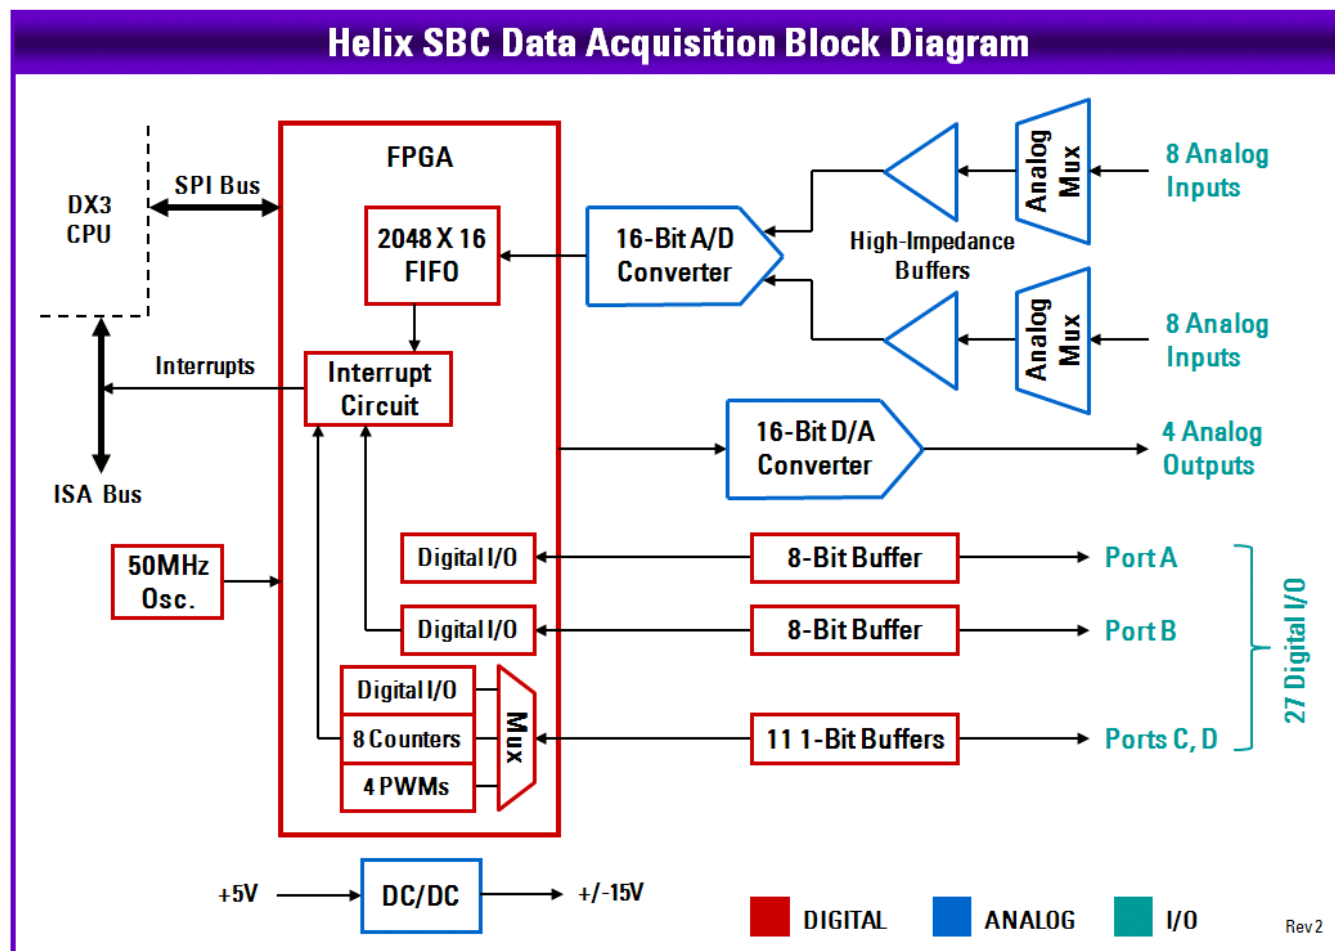 Helix SBC Data Acquisition Block Diagram
FPGA
DX3
CPU
SPI Bus
2048 X 16
FIFO
16-Bit A/D
Converter
High-Impedance
Buffers
Analog
Mux
8 Analog
Inputs
Analog
Mux
8 Analog
Inputs
Interrupts
Interrupt
Circuit
ISA Bus
16-Bit D/A
Converter
4 Analog
Outputs
50MHz
Osc.
Digital I/O
8-Bit Buffer
Port A
Digital I/O
8-Bit Buffer
Port B
Digital I/O
8 Counters
4 PWMs
Mux
11 1-Bit Buffers
Ports C, D
27 Digital I/O
+5V
DC/DC
+/-15V
DIGITAL
ANALOG
I/O
Rev 2